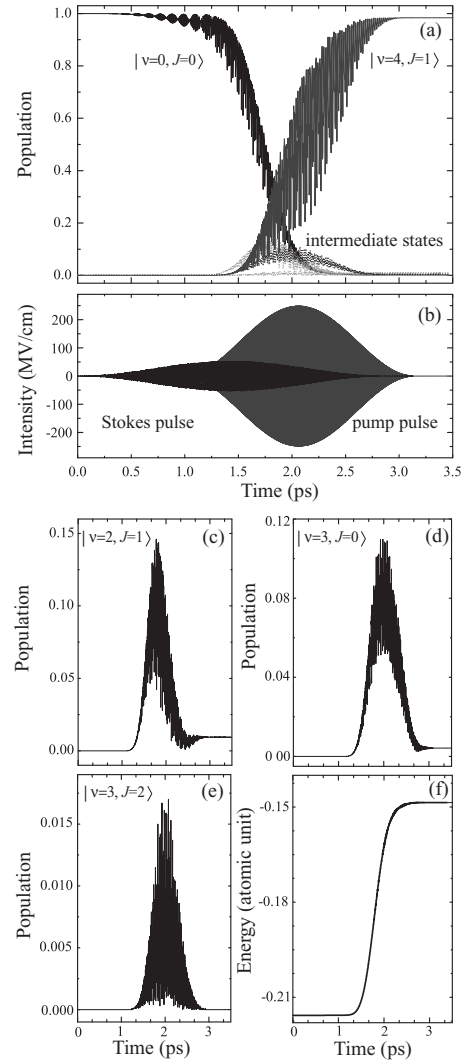 1.0
(a)
| ν=0, J=0⟩
| ν=4, J=1⟩
0.8
Population
0.6
0.4
0.2
intermediate states
0.0
(b)
200
Intensity (MV/cm)
100
0
-100
Stokes pulse
pump pulse
-200
0.0 0.5 1.0 1.5 2.0 2.5 3.0 3.5
Time (ps)
0.15
| ν=2, J=1⟩
(c)
Population
0.10
0.05
0.00
0.12
| ν=3, J=0⟩
(d)
Population
0.08
0.04
0.00
| ν=3, J=2⟩
(e)
0.015
Population
0.010
0.005
0.000
0 1 2 3
Time (ps)
(f)
-0.15
Energy (atomic unit)
-0.18
-0.21
0 1 2 3
Time (ps)